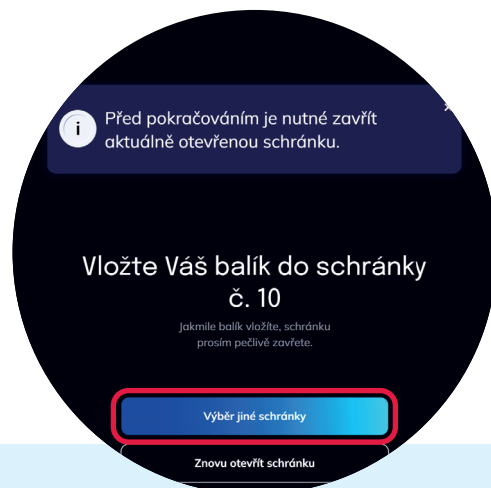 Před pokračováním je nutné zavřít
aktuálně otevřenou schránku.
Vložte Váš balík do schránky
č. 10
Jakmile balík vložíte, schránku
prosím pečlivě zavřete.
Výběr jiné schránky
Znovu otevřít schránku